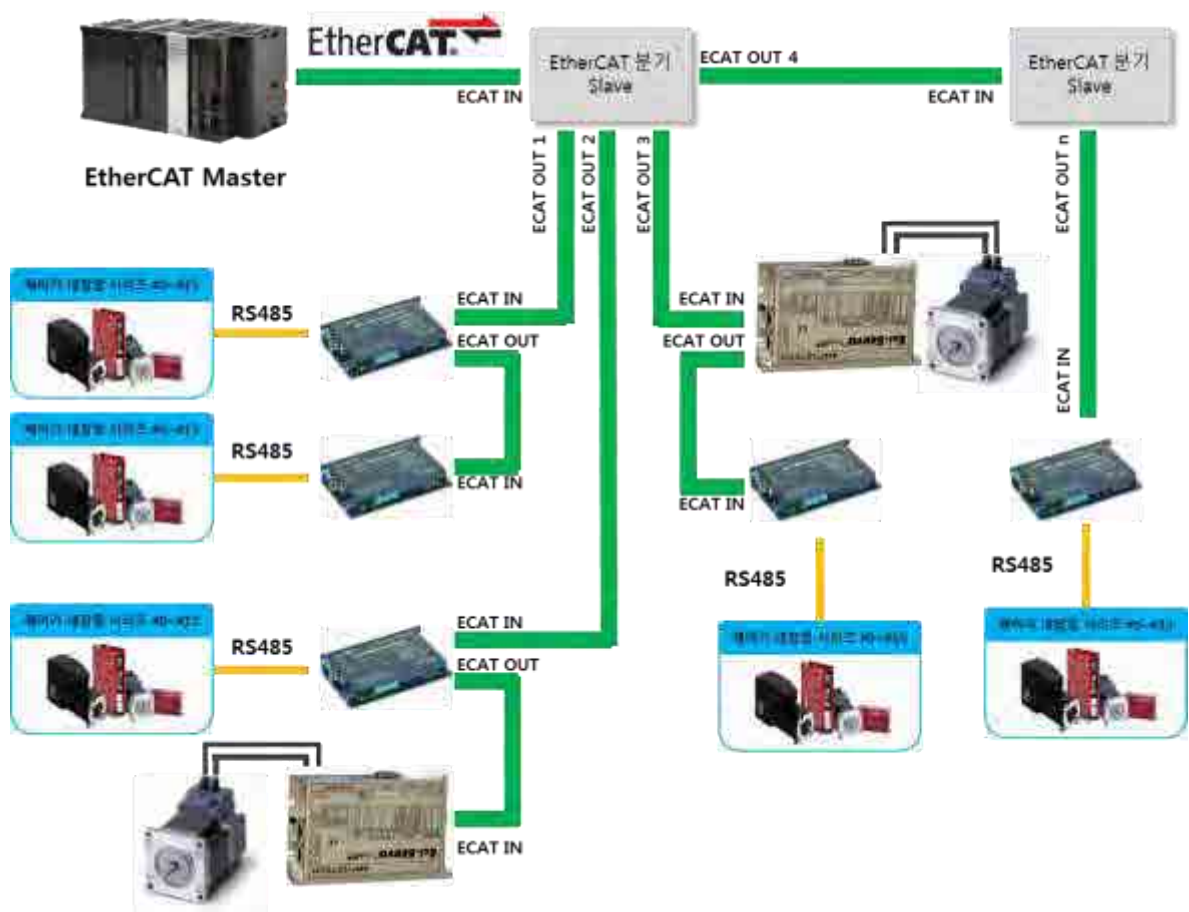 EtherCAT
EtherCAT 분기
Slave
ECAT OUT 4
EtherCAT 분기
Slave
ECAT IN
ECAT IN
EtherCAT Master
ECAT OUT 1
ECAT OUT 2
ECAT OUT 3
ECAT OUT n
RS485
ECAT IN
ECAT OUT
ECAT IN
ECAT OUT
ECAT IN
RS485
ECAT IN
ECAT IN
RS485
RS485
RS485
ECAT IN
ECAT OUT
ECAT IN